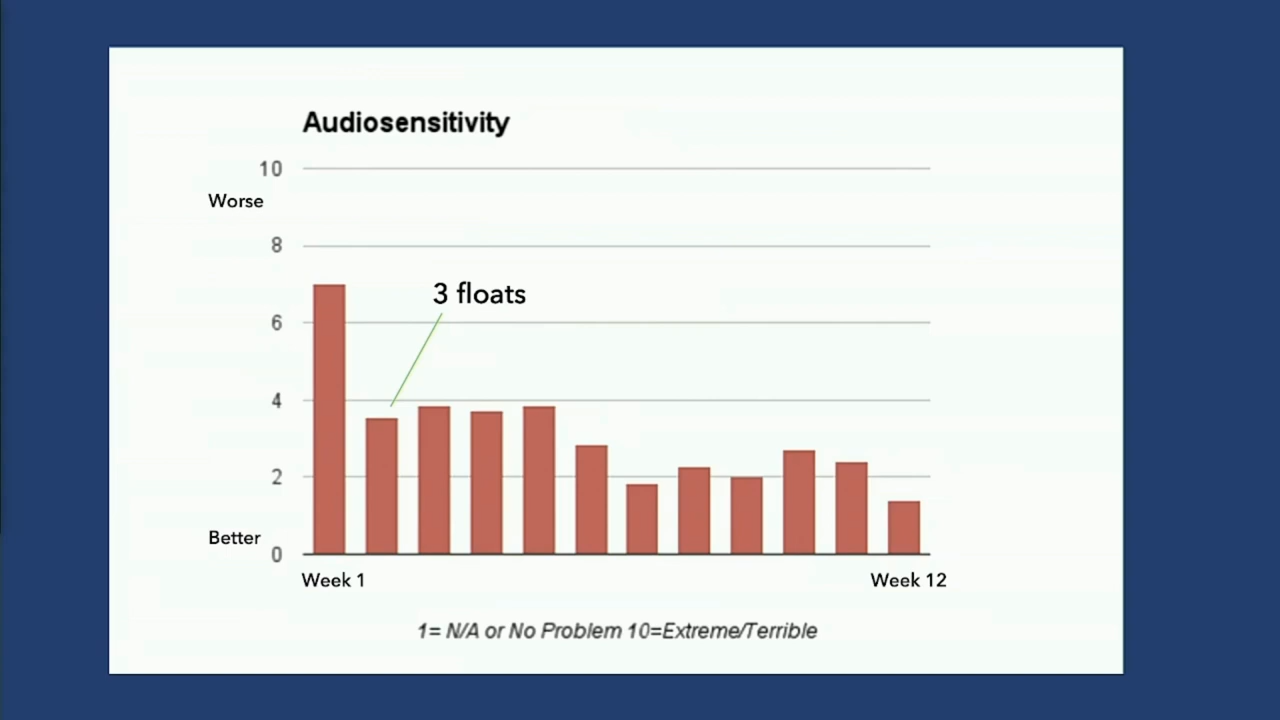 Audiosensitivity
10
Worse
8
3 floats
6
4
2
Better
0
Week 1
Week 12
1= N/A or No Problem 10=Extreme/Terrible